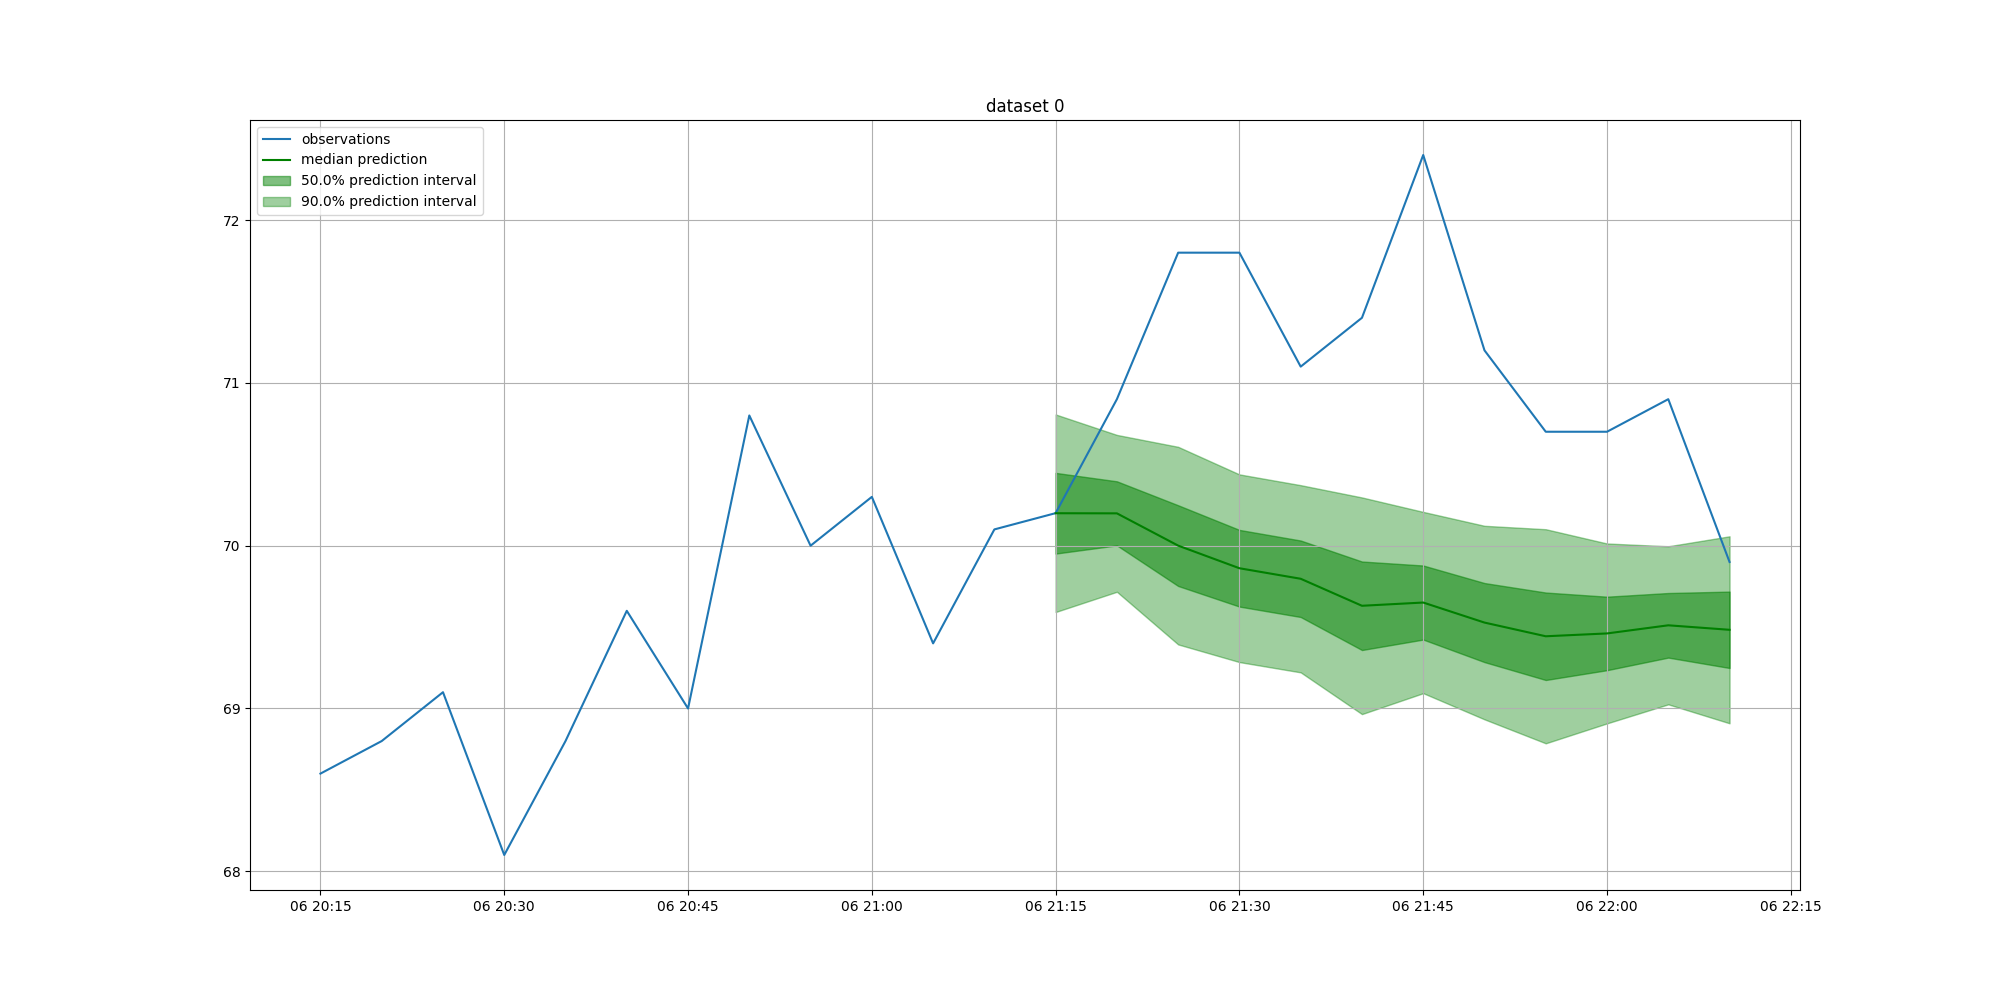 dataset 0
observations
median prediction
50.0% prediction interval
90.0% prediction interval
72
71
70
69
68
06 20:15 06 20:30 06 20:45 06 21:00 06 21:15 06 21:30 06 21:45 06 22:00 06 22:15